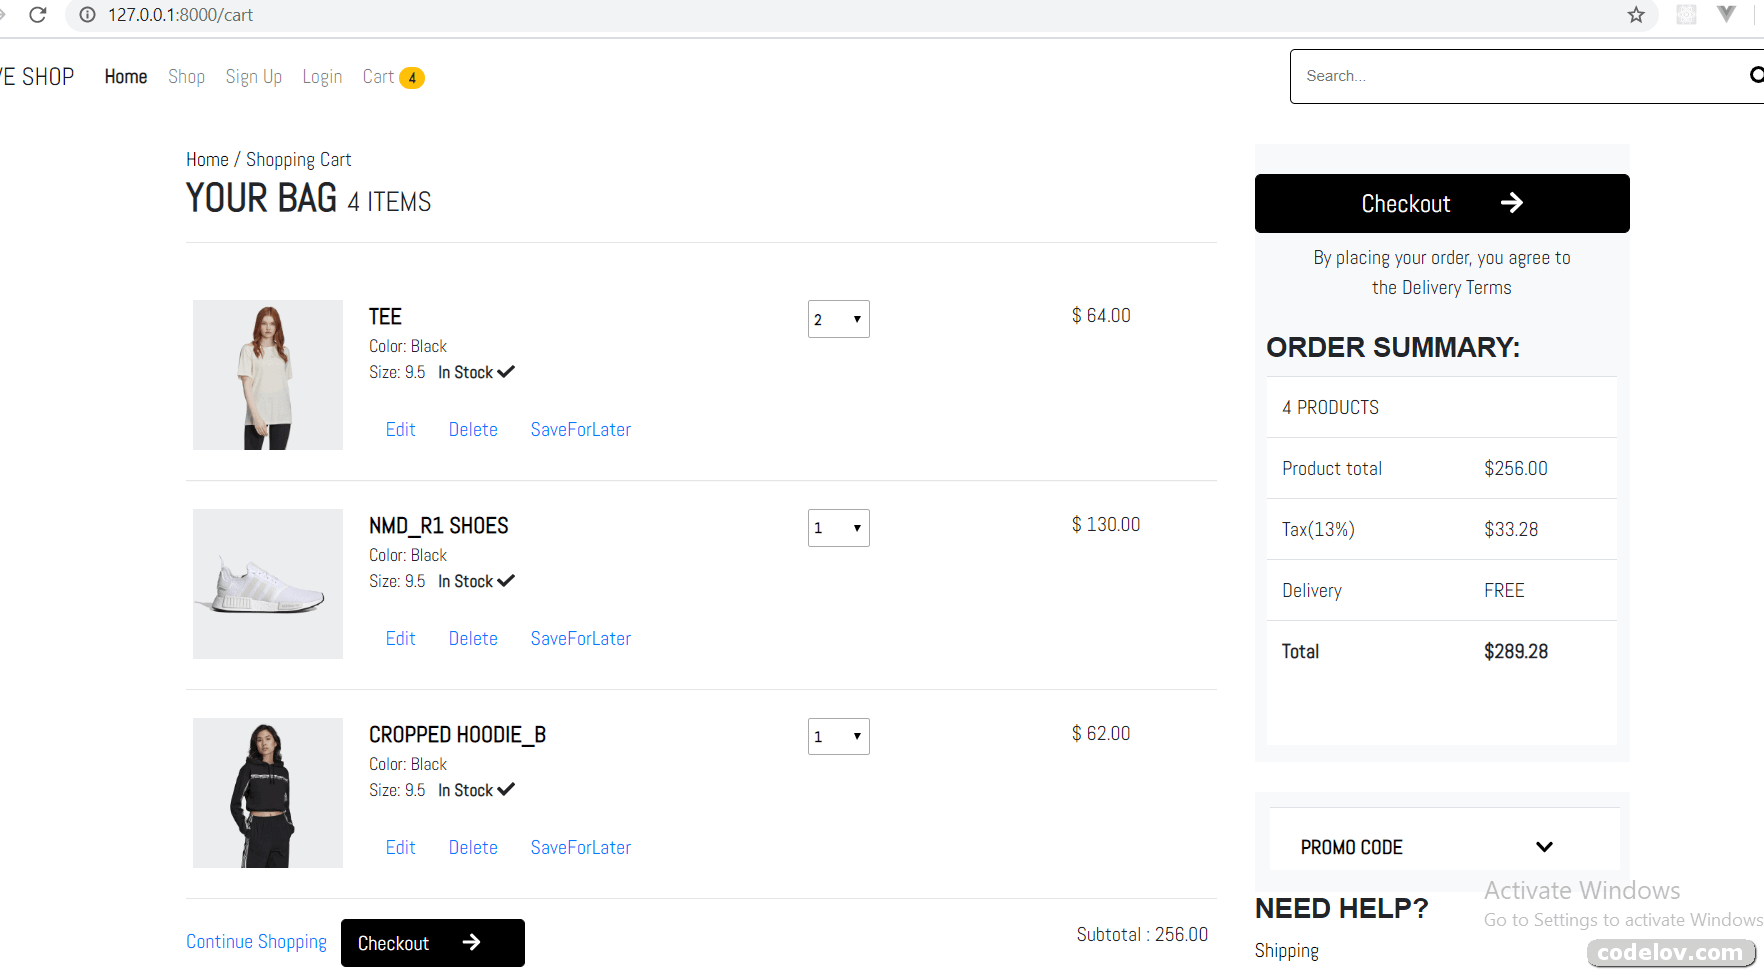 127.0.0.1:8000/cart
VE SHOP Home Shop Sign Up Login Cart 4
Search...
Home / Shopping Cart
YOUR BAG 4 ITEMS
TEE
Color: Black
Size: 9.5 In Stock
2
$ 64.00
Edit Delete SaveForLater
NMD_R1 SHOES
Color: Black
Size: 9.5 In Stock
1
$ 130.00
Edit Delete SaveForLater
CROPPED HOODIE_B
Color: Black
Size: 9.5 In Stock
1
$ 62.00
Edit Delete SaveForLater
Continue Shopping Checkout
Subtotal : 256.00
Checkout
By placing your order, you agree to
the Delivery Terms
ORDER SUMMARY:
4 PRODUCTS
Product total $256.00
Tax(13%) $33.28
Delivery FREE
Total $289.28
PROMO CODE
NEED HELP?
Shipping
Activate Windows
Go to Settings to activate Windows
codelov.com